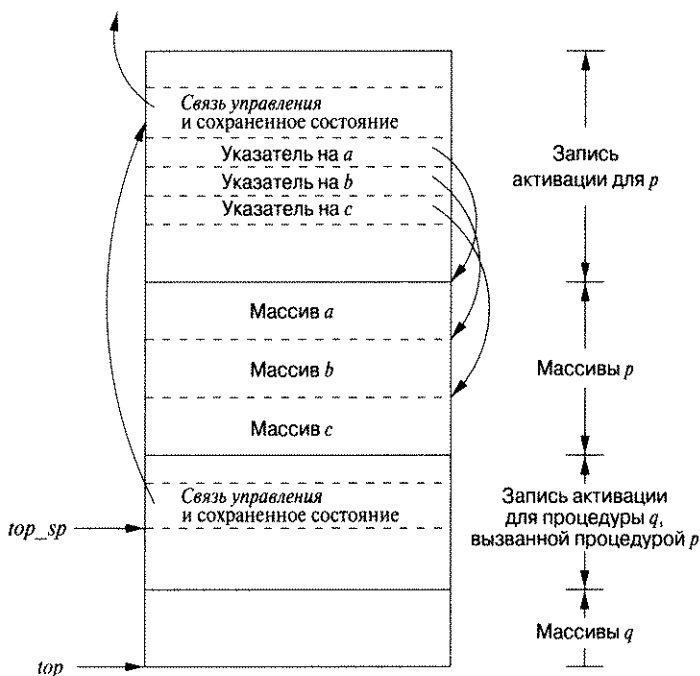 Связь управления
и сохраненное состояние
Указатель на a
Указатель на b
Указатель на c
Запись
активации для p
Массив a
Массив b
Массив c
Массивы p
Связь управления
и сохраненное состояние
top_sp
Запись активации
для процедуры q,
вызванной процедурой p
Массивы q
top